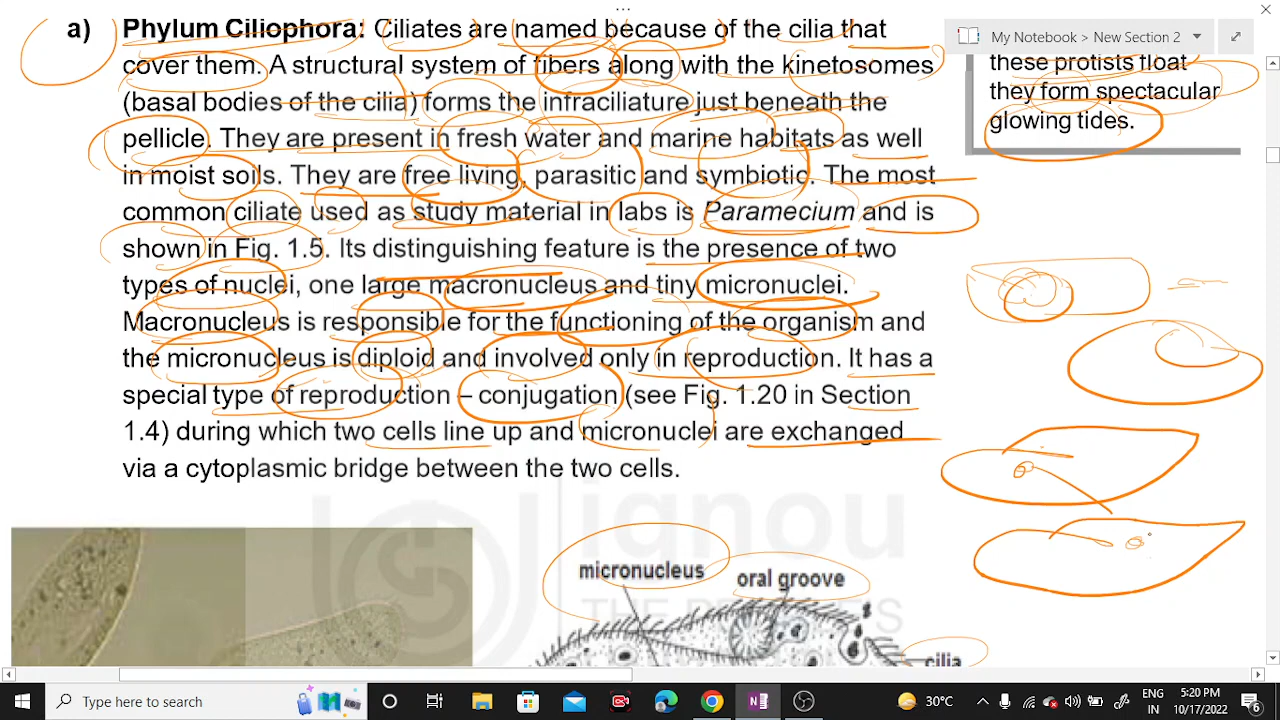 ...
My Notebook > New Section 2
a) Phylum Ciliophora: Ciliates are named because of the cilia that
cover them. A structural system of fibers along with the kinetosomes
(basal bodies of the cilia) forms the infraciliature just beneath the
pellicle. They are present in fresh water and marine habitats as well
in moist soils. They are free living, parasitic and symbiotic. The most
common ciliate used as study material in labs is Paramecium and is
shown in Fig. 1.5. Its distinguishing feature is the presence of two
types of nuclei, one large macronucleus and tiny micronuclei.
Macronucleus is responsible for the functioning of the organism and
the micronucleus is diploid and involved only in reproduction. It has a
special type of reproduction – conjugation (see Fig. 1.20 in Section
1.4) during which two cells line up and micronuclei are exchanged
via a cytoplasmic bridge between the two cells.
these protists float
they form spectacular
glowing tides.
ignou
THE PEOPLE'S
micronucleus
oral groove
cilia
Type here to search
30°C
ENG
IN
5:20 PM
10/17/2022
6